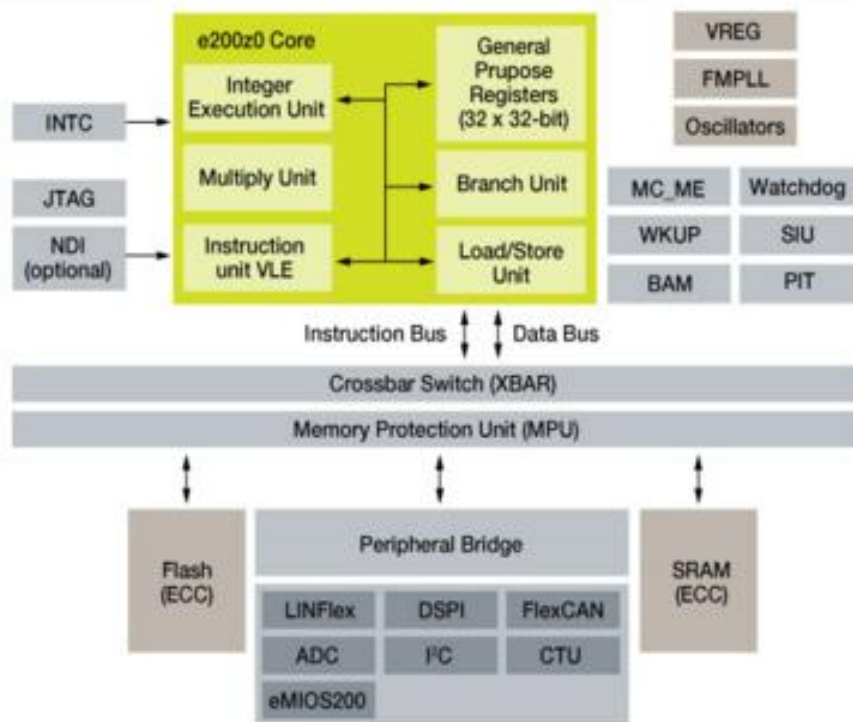 e200z0 Core
Integer
Execution Unit
General
Prupose
Registers
(32 x 32-bit)
Multiply Unit
Branch Unit
Instruction
unit VLE
Load/Store
Unit
INTC
JTAG
NDI
(optional)
VREG
FMPLL
Oscillators
MC_ME
Watchdog
WKUP
SIU
BAM
PIT
Instruction Bus
Data Bus
Crossbar Switch (XBAR)
Memory Protection Unit (MPU)
Flash
(ECC)
Peripheral Bridge
SRAM
(ECC)
LINFlex
DSPI
FlexCAN
ADC
I²C
CTU
eMIOS200